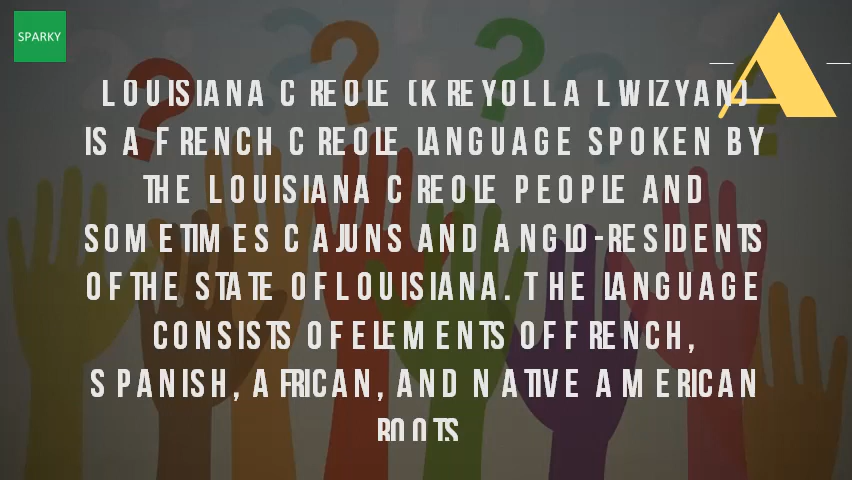 SPARKY
A
LOUISIANA CREOLE (KREYOL LA LWIZYAN)
IS A FRENCH CREOLE LANGUAGE SPOKEN BY
THE LOUISIANA CREOLE PEOPLE AND
SOMETIMES CAJUNS AND ANGLO-RESIDENTS
OF THE STATE OF LOUISIANA. THE LANGUAGE
CONSISTS OF ELEMENTS OF FRENCH,
SPANISH, AFRICAN, AND NATIVE AMERICAN
ROOTS